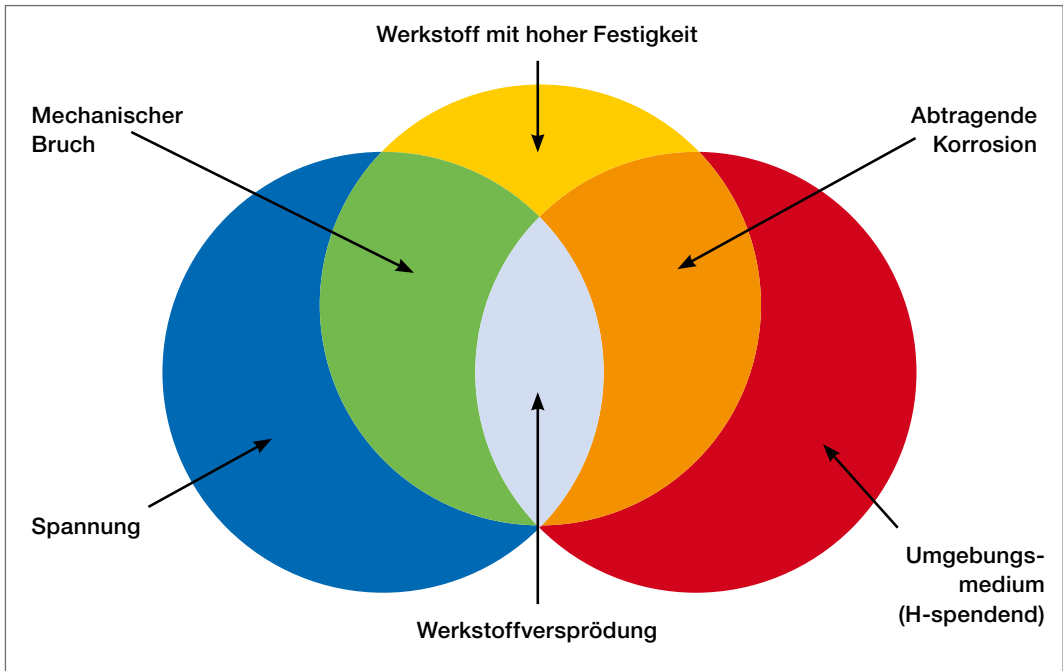 Werkstoff mit hoher Festigkeit
Mechanischer
Bruch
Abtragende
Korrosion
Spannung
Umgebungs-
medium
(H-spendend)
Werkstoffversprödung